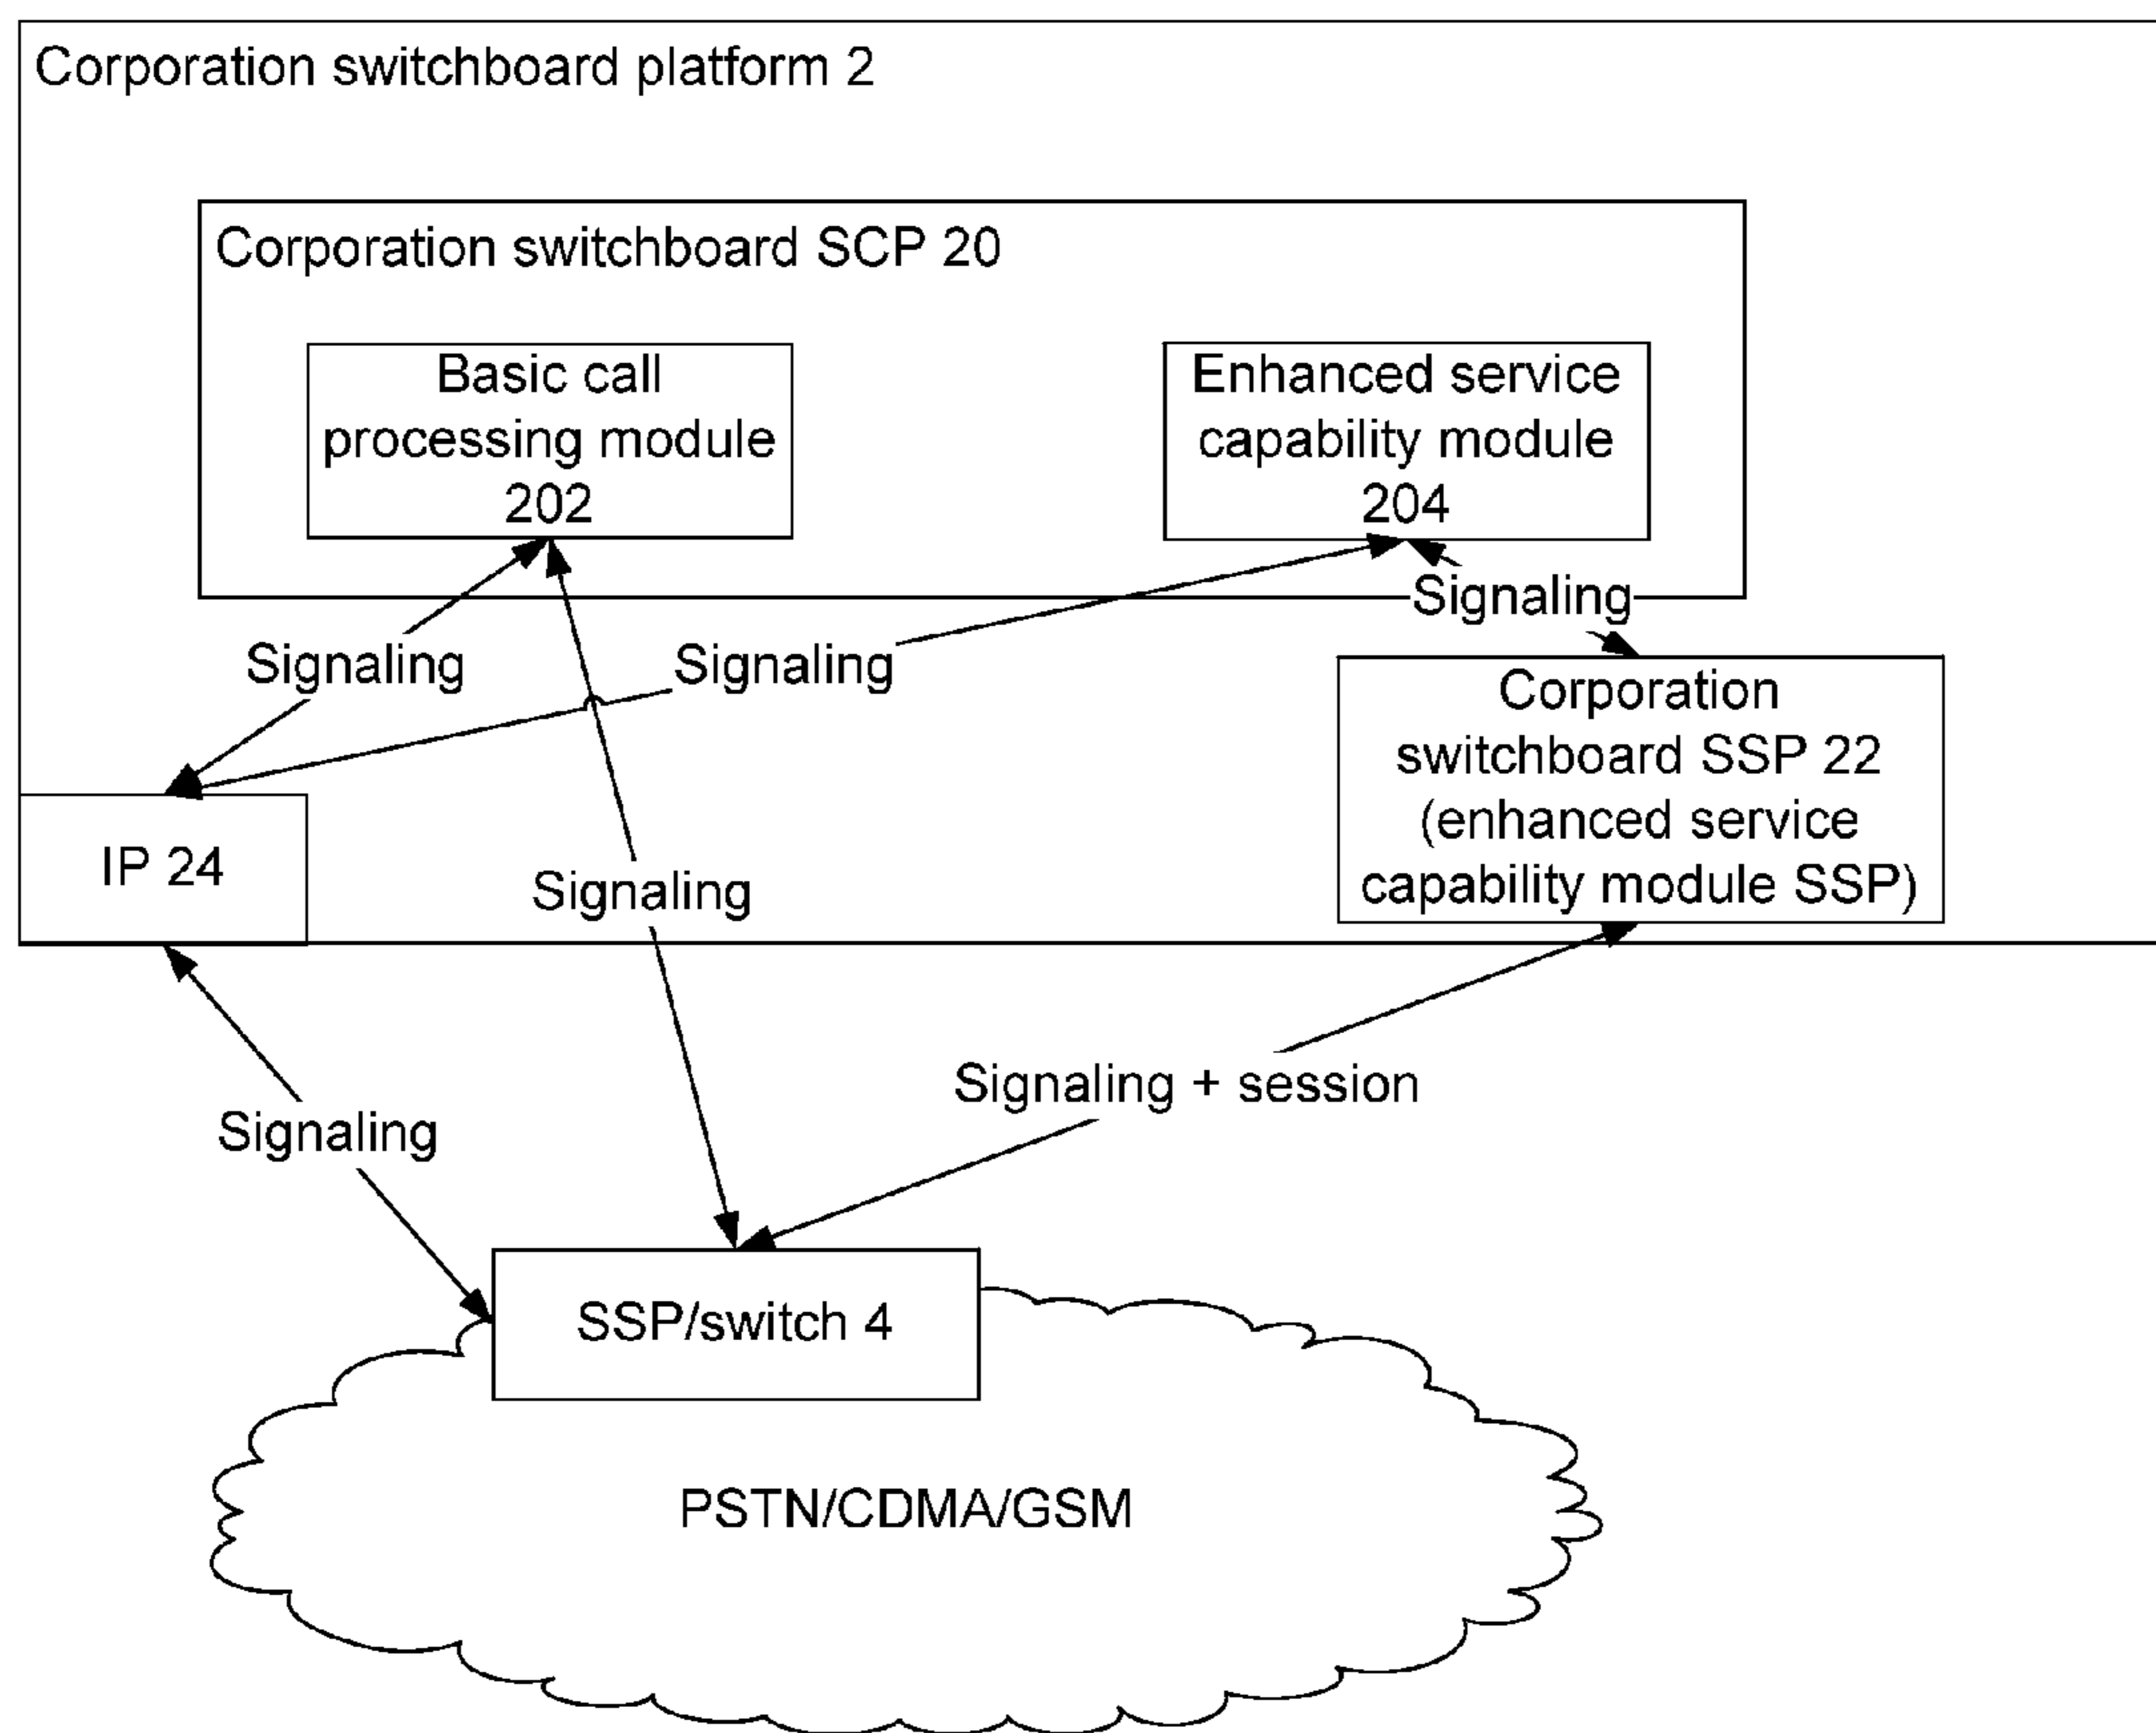 Corporation switchboard platform 2
Corporation switchboard SCP 20
Basic call
processing module
202
Enhanced service
capability module
204
Signaling
Signaling
Signaling
Corporation
switchboard SSP 22
(enhanced service
capability module SSP)
IP 24
Signaling
Signaling + session
Signaling
SSP/switch 4
PSTN/CDMA/GSM